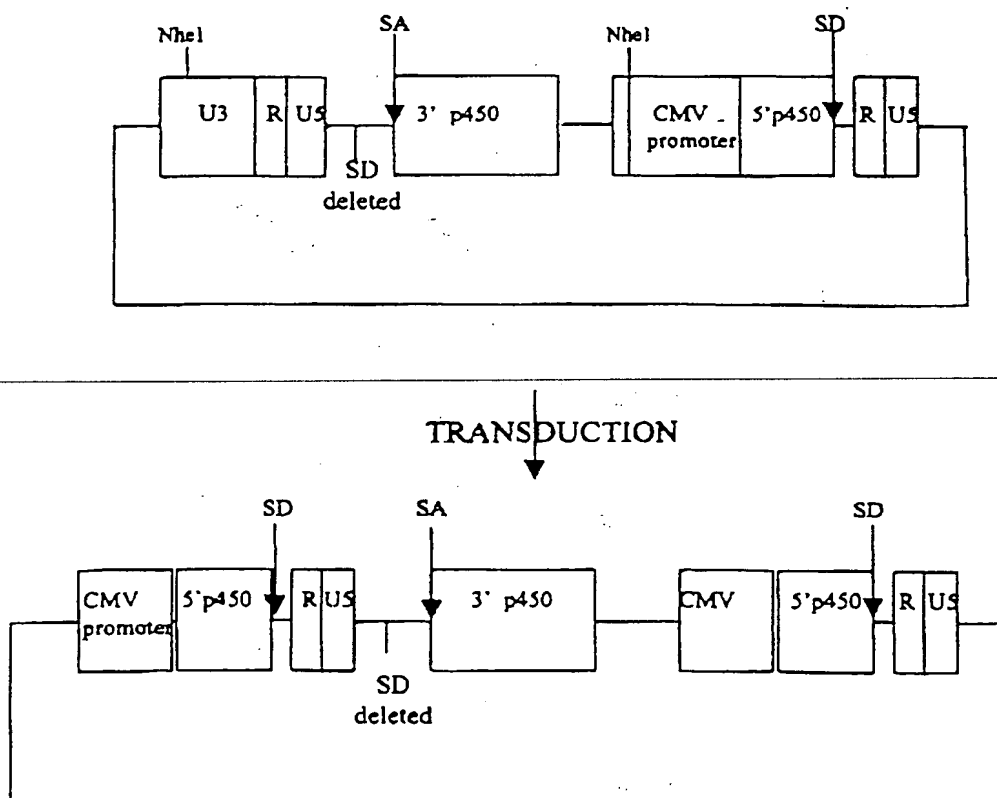 NheI
SA
NheI
SD
U3
R
U5
3' p450
CMV
promoter
5'p450
R
U5
SD
deleted
TRANSDUCTION
SD
SA
SD
CMV
promoter
5'p450
R
U5
3' p450
CMV
5'p450
R
U5
SD
deleted